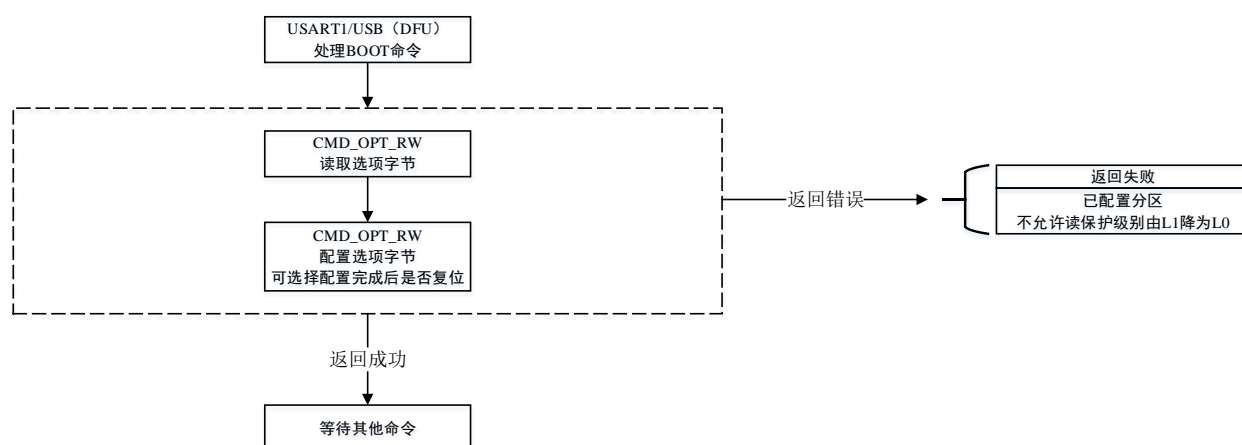 USART1/USB（DFU）
处理BOOT命令
CMD_OPT_RW
读取选项字节
CMD_OPT_RW
配置选项字节
可选择配置完成后是否复位
返回错误
返回失败
已配置分区
不允许读保护级别由L1降为L0
返回成功
等待其他命令